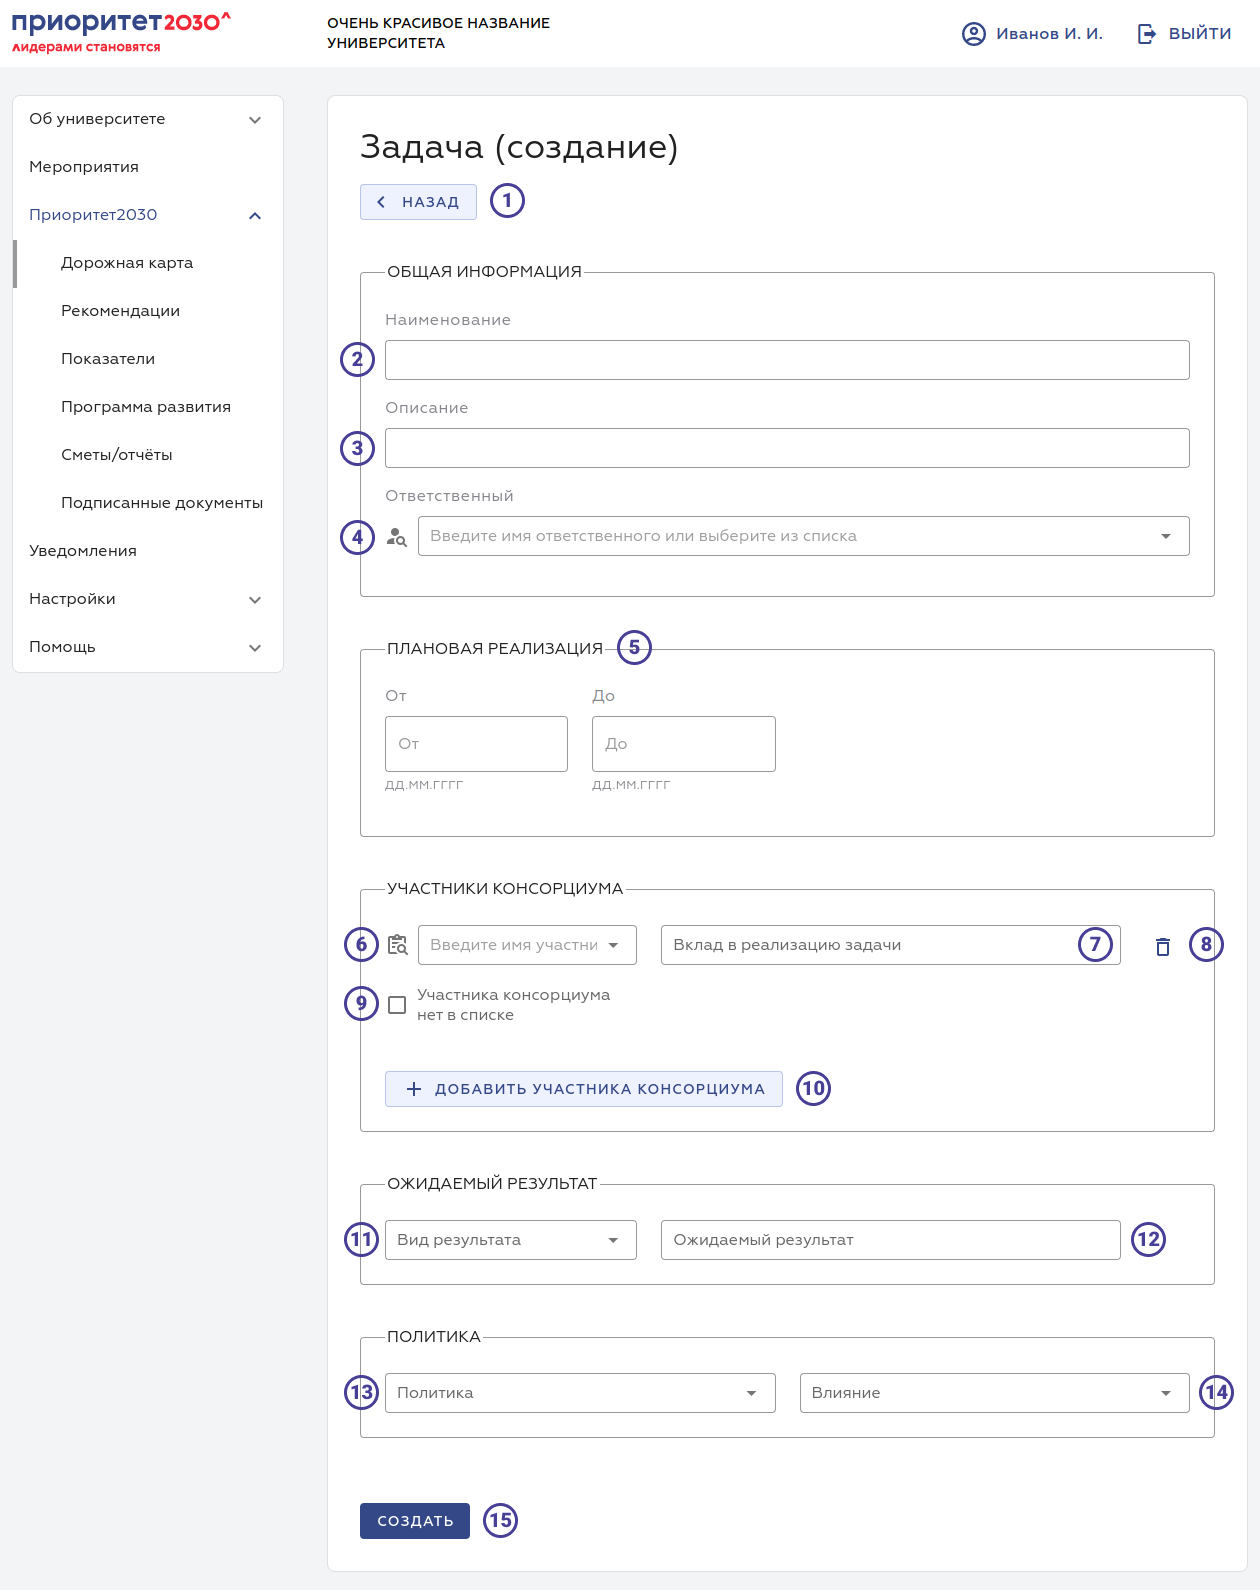 приоритет2030^
лидерами становятся
ОЧЕНЬ КРАСИВОЕ НАЗВАНИЕ
УНИВЕРСИТЕТА
Иванов И. И.
ВЫЙТИ
Об университете
Мероприятия
Приоритет2030
Дорожная карта
Рекомендации
Показатели
Программа развития
Сметы/отчёты
Подписанные документы
Уведомления
Настройки
Помощь
Задача (создание)
НАЗАД 1
ОБЩАЯ ИНФОРМАЦИЯ
Наименование
2
Описание
3
Ответственный
4 Введите имя ответственного или выберите из списка
ПЛАНОВАЯ РЕАЛИЗАЦИЯ 5
От До
От До
ДД.ММ.ГГГГ ДД.ММ.ГГГГ
УЧАСТНИКИ КОНСОРЦИУМА
6 Введите имя участни Вклад в реализацию задачи 7 8
9 Участника консорциума
нет в списке
ДОБАВИТЬ УЧАСТНИКА КОНСОРЦИУМА 10
ОЖИДАЕМЫЙ РЕЗУЛЬТАТ
11 Вид результата Ожидаемый результат 12
ПОЛИТИКА
13 Политика Влияние 14
СОЗДАТЬ 15